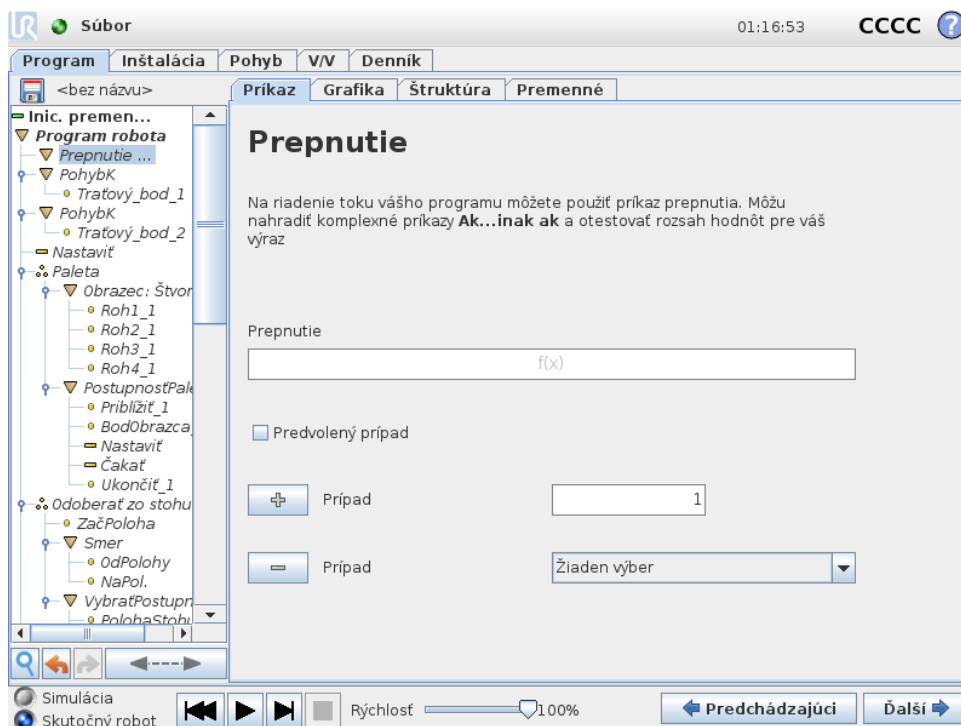 UR Súbor 01:16:53 CCCC ?
Program Inštalácia Pohyb V/V Denník
<bez názvu> Príkaz Grafika Štruktúra Premenné
Inic. premen...
Program robota
Prepnutie ...
PohybK
Traťový_bod_1
PohybK
Traťový_bod_2
Nastaviť
Paleta
Obrazec: Štvor
Roh1_1
Roh2_1
Roh3_1
Roh4_1
PostupnosťPale
Priblížiť_1
BodObrazca_
Nastaviť
Čakať
Ukončiť_1
Odoberať zo stohu
ZačPoloha
Smer
OdPolohy
NaPol.
VybraťPostupn
PolohaStohu
Prepnutie
Na riadenie toku vášho programu môžete použiť príkaz prepnutia. Môžu
nahradiť komplexné príkazy Ak...inak ak a otestovať rozsah hodnôt pre váš
výraz
Prepnutie
f(x)
Predvolený prípad
Prípad 1
Prípad Žiaden výber
Simulácia
Skutočný robot
Rýchlosť 100%
Predchádzajúci Ďalší